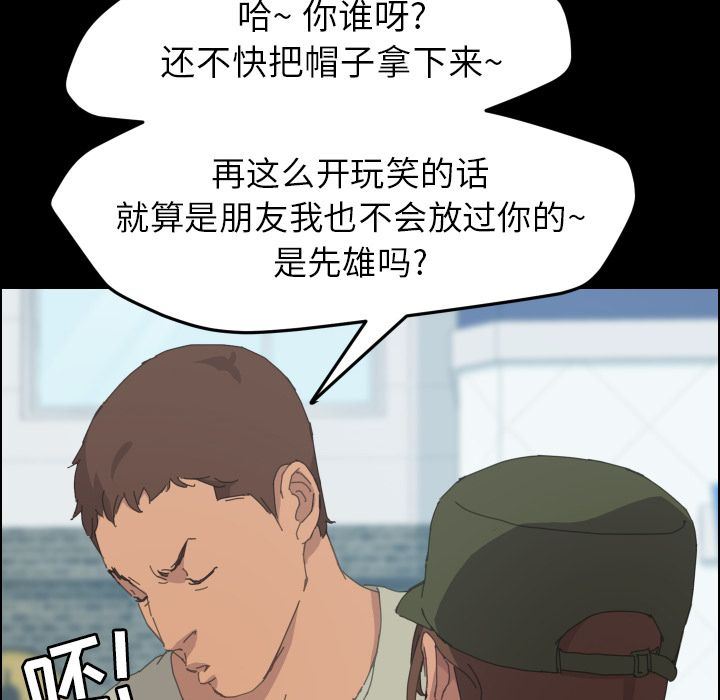 哈~ 你谁呀?
还不快把帽子拿下来~
再这么开玩笑的话
就算是朋友我也不会放过你的~
是先雄吗?
呸!